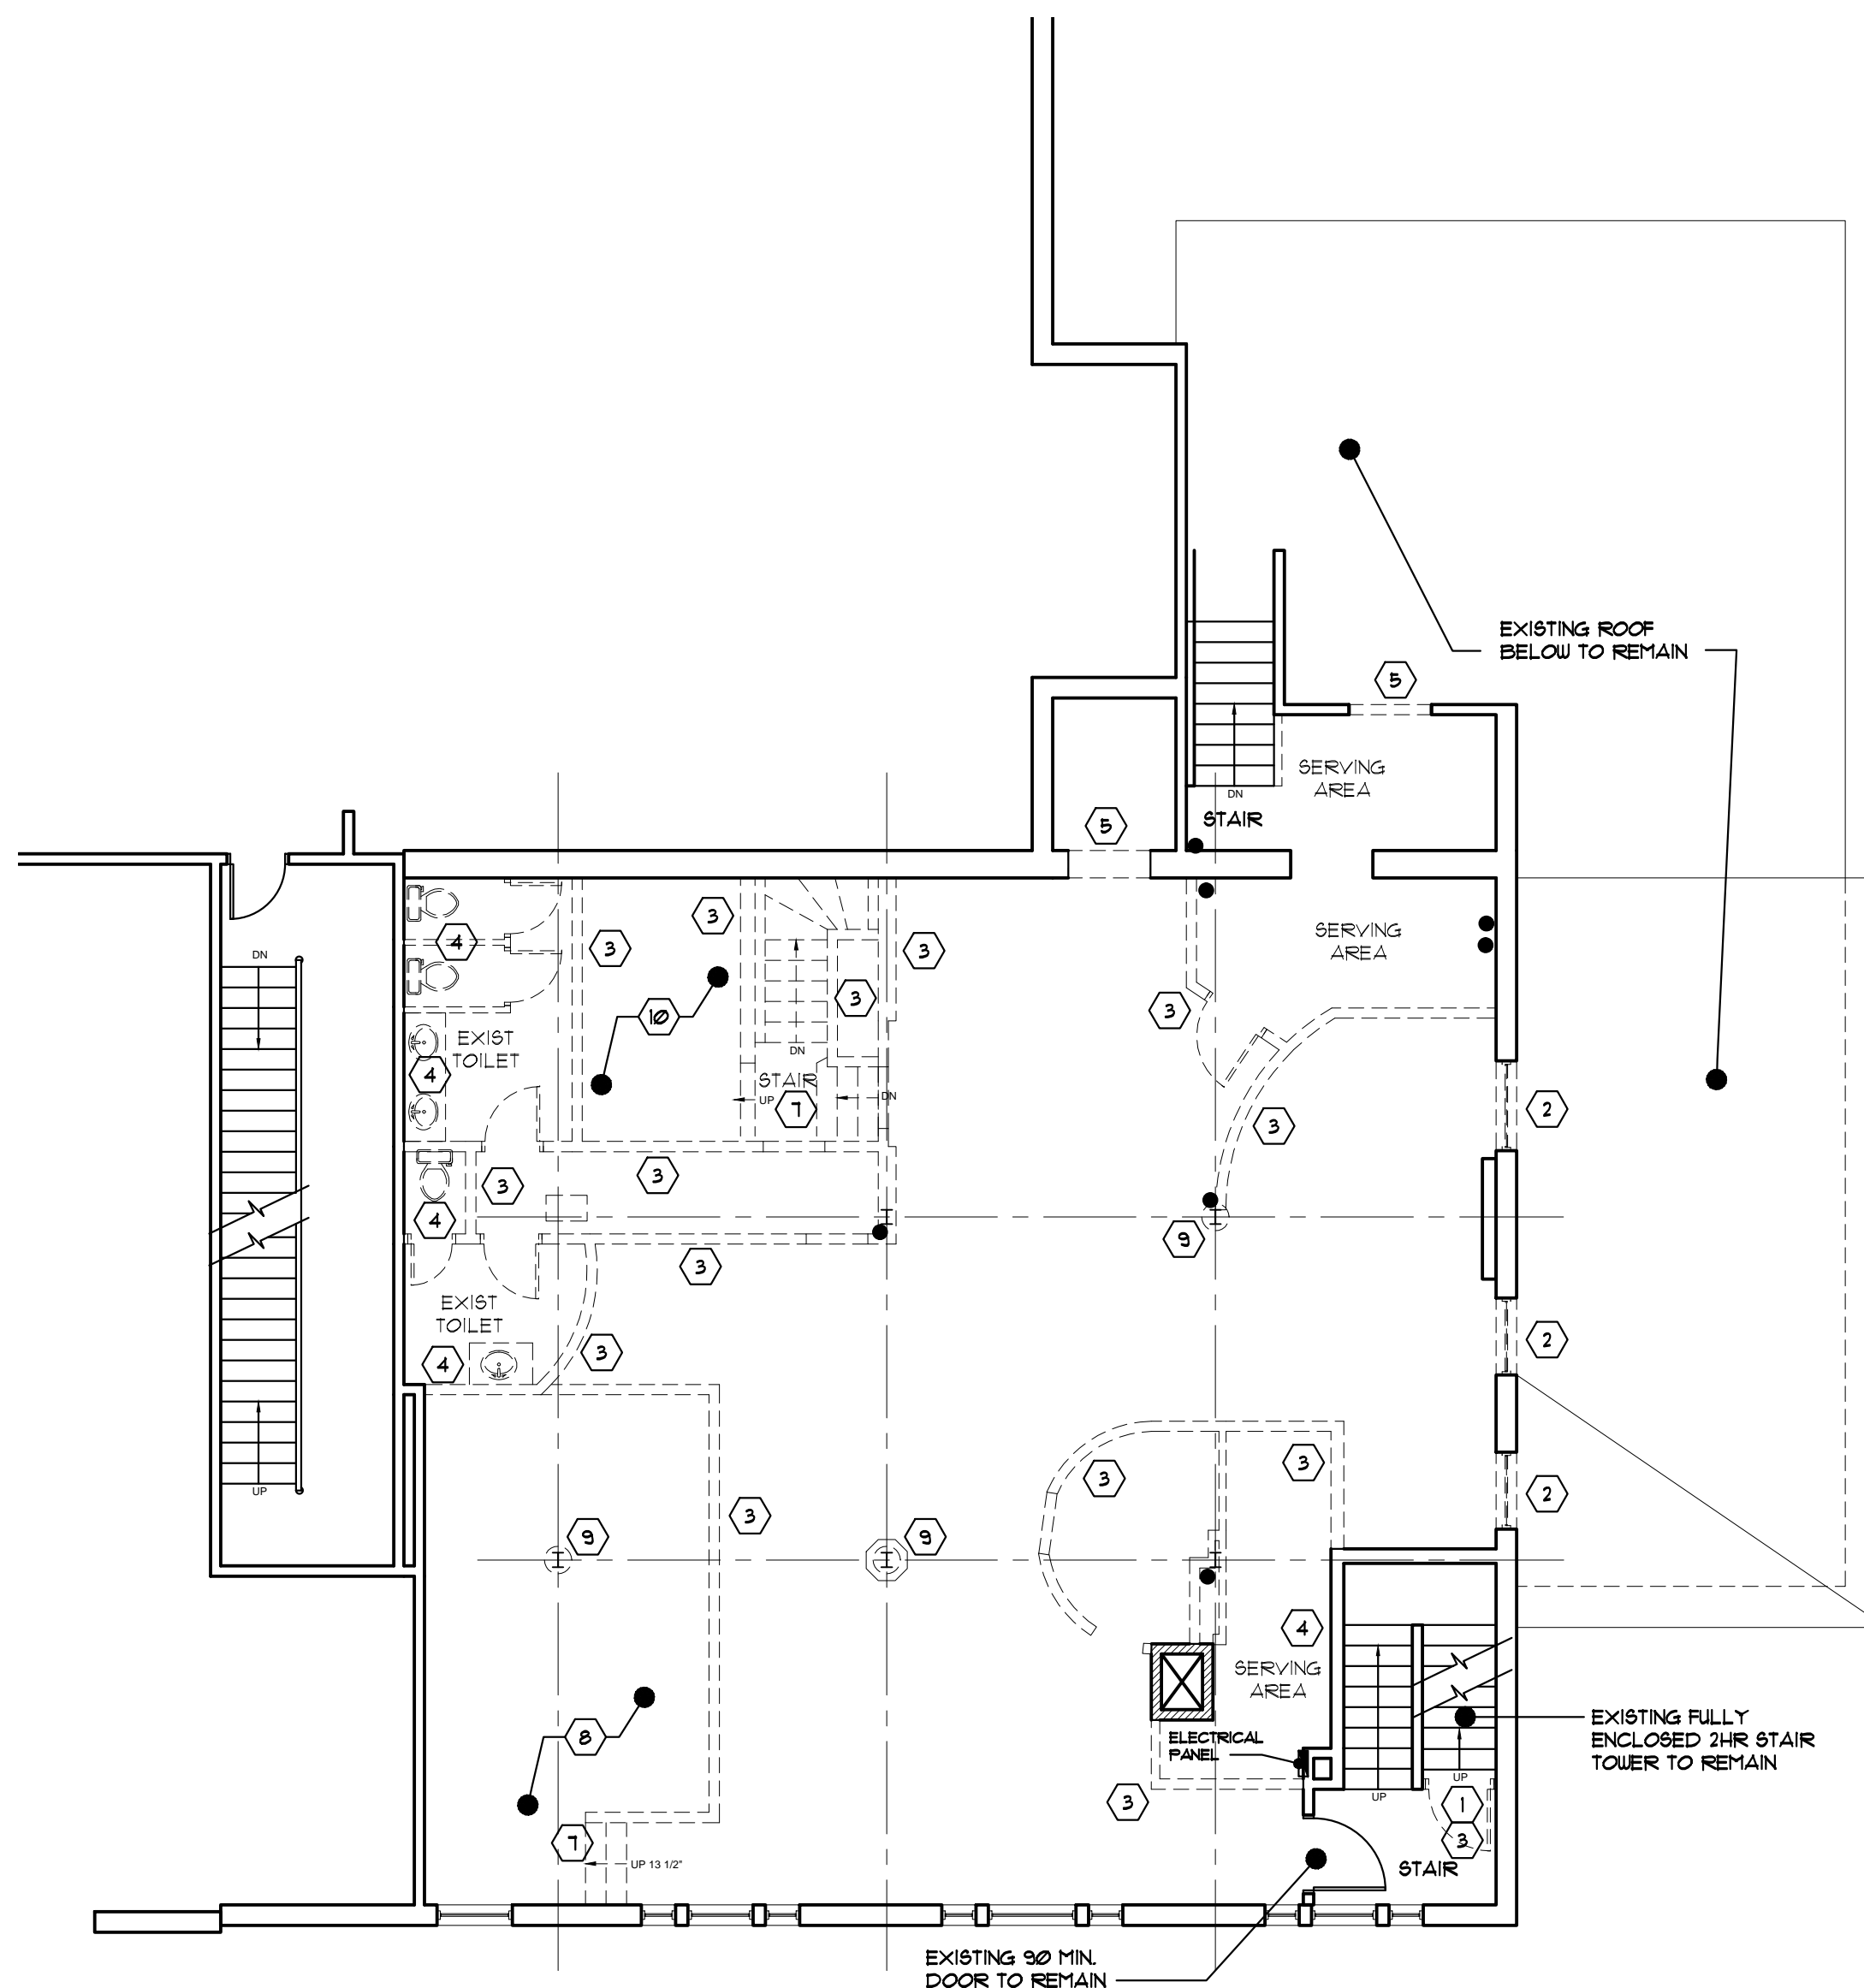 EXISTING ROOF
BELOW TO REMAIN
5
SERVING
AREA
DN
STAIR
5
3
4
3
3
SERVING
AREA
DN
3
10
3
EXIST
TOILET
DN
4
STAIR
UP
DN
7
3
2
3
3
4
9
3
EXIST
TOILET
2
3
4
3
3
UP
2
3
9
9
4
SERVING
AREA
8
EXISTING FULLY
ENCLOSED 2HR STAIR
TOWER TO REMAIN
ELECTRICAL
PANEL
UP
UP
1
3
3
7
UP 13 1/2"
STAIR
EXISTING 90 MIN.
DOOR TO REMAIN